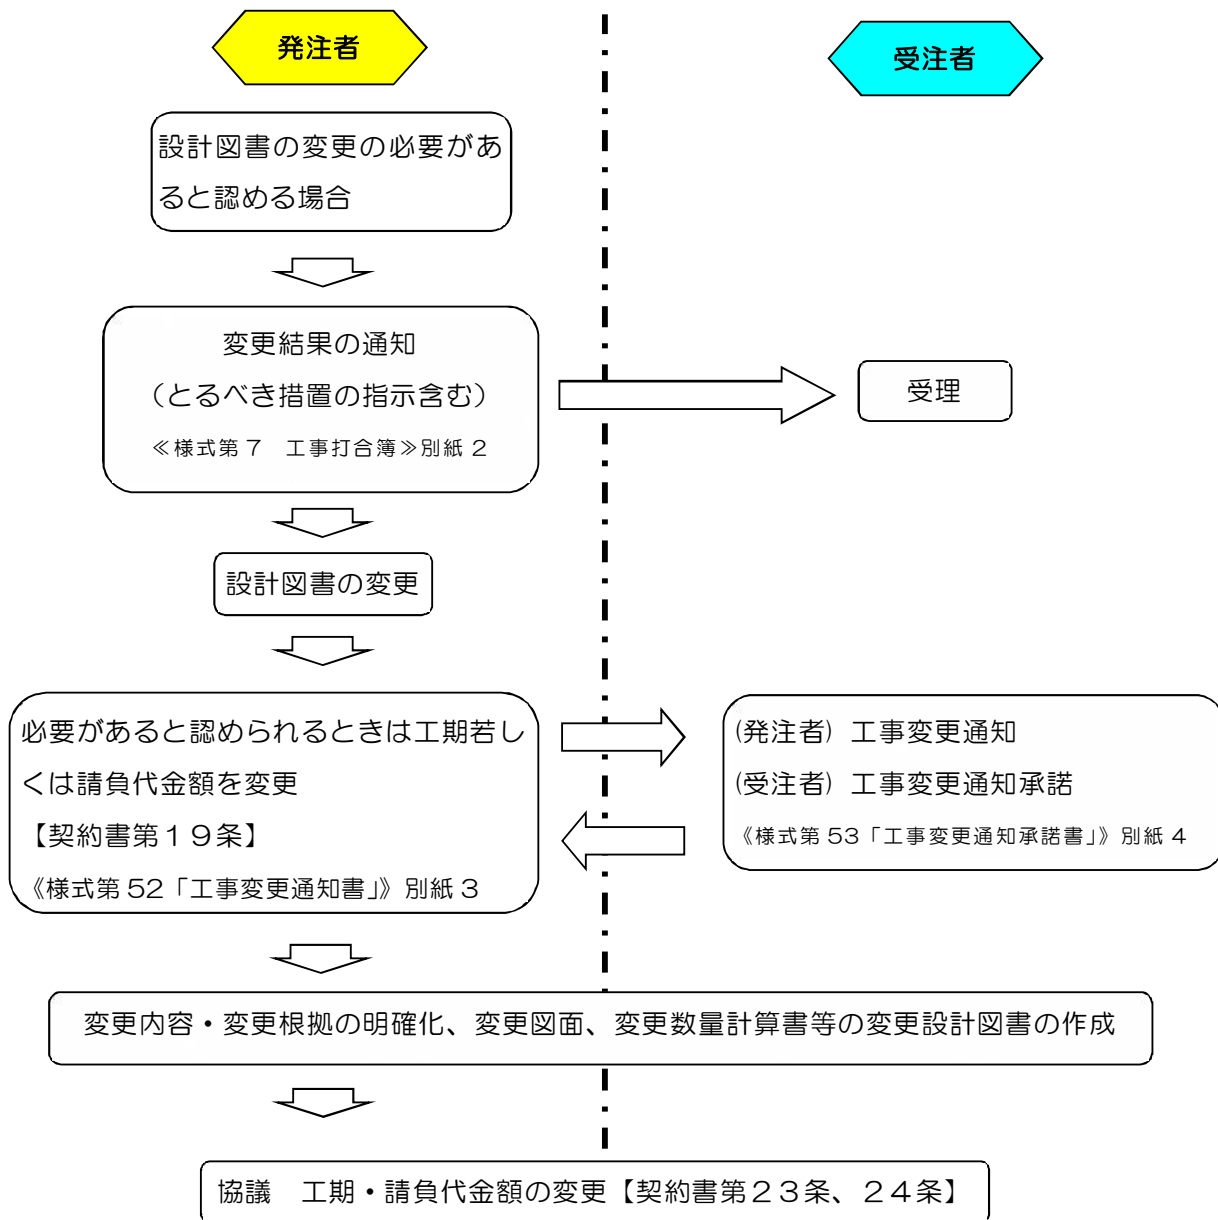 発注者
受注者
設計図書の変更の必要があ
ると認める場合
変更結果の通知
（とるべき措置の指示含む）
≪様式第７　工事打合簿≫別紙２
受理
設計図書の変更
必要があると認められるときは工期若し
くは請負代金額を変更
【契約書第１９条】
《様式第 52「工事変更通知書」》別紙 3
(発注者）工事変更通知
(受注者）工事変更通知承諾
《様式第 53「工事変更通知承諾書」》別紙 4
変更内容・変更根拠の明確化、変更図面、変更数量計算書等の変更設計図書の作成
協議　工期・請負代金額の変更【契約書第２３条、２４条】